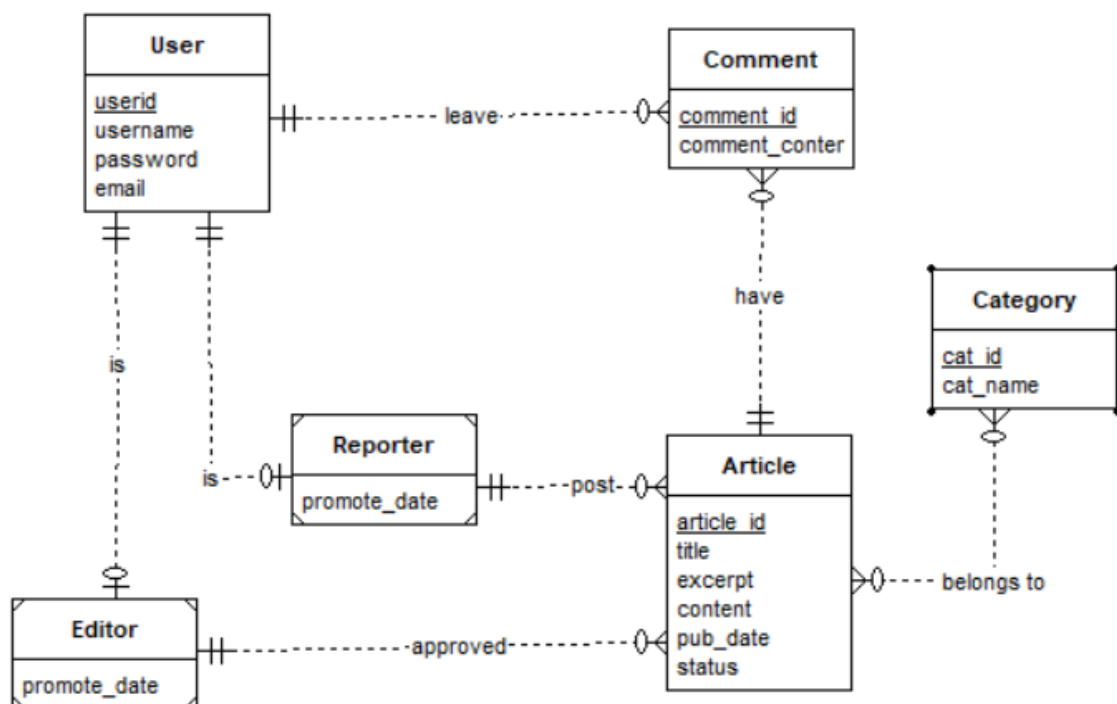 User
userid
username
password
email
leave
Comment
comment_id
comment_conter
have
Category
cat_id
cat_name
is
is
Reporter
promote_date
post
Article
article_id
title
excerpt
content
pub_date
status
belongs to
Editor
promote_date
approved